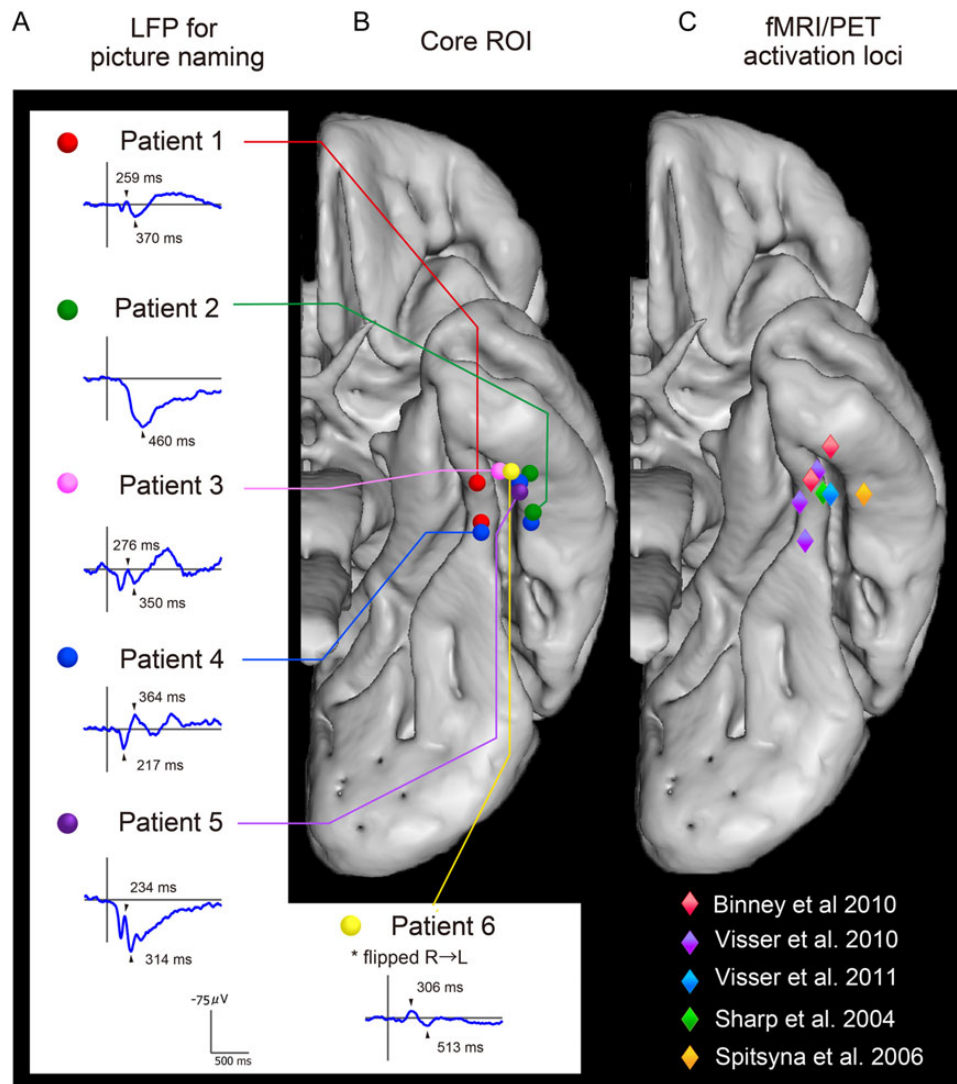 A
LFP for
picture naming
B
Core ROI
C
fMRI/PET
activation loci
Patient 1
259 ms
370 ms
Patient 2
460 ms
Patient 3
276 ms
350 ms
Patient 4
364 ms
217 ms
Patient 5
234 ms
314 ms
-75μV
500 ms
Patient 6
* flipped R→L
306 ms
513 ms
Binney et al 2010
Visser et al. 2010
Visser et al. 2011
Sharp et al. 2004
Spitsyna et al. 2006